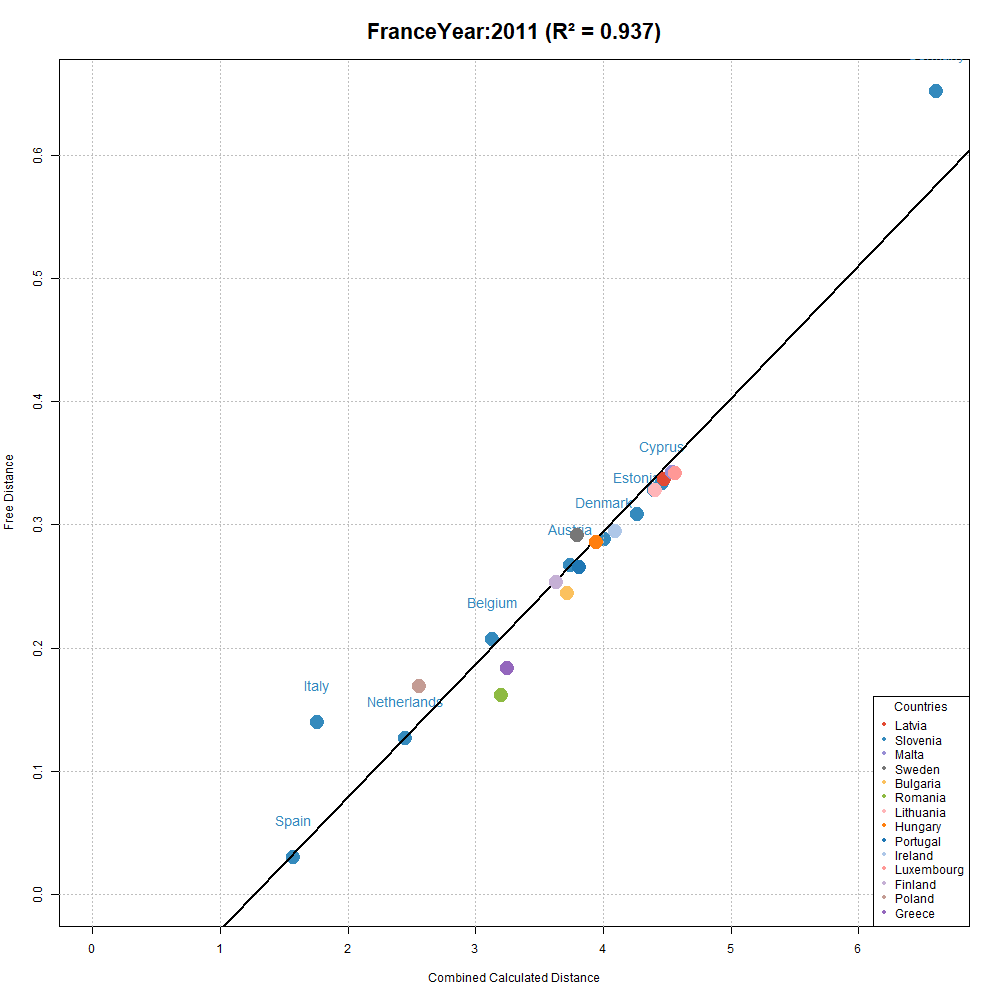 FranceYear:2011 (R² = 0.937)
Free Distance
0.6
0.5
0.4
0.3
0.2
0.1
0.0
Cyprus
Estonia
Denmark
Austria
Belgium
Italy
Netherlands
Spain
Countries
Latvia
Slovenia
Malta
Sweden
Bulgaria
Romania
Lithuania
Hungary
Portugal
Ireland
Luxembourg
Finland
Poland
Greece
0 1 2 3 4 5 6
Combined Calculated Distance